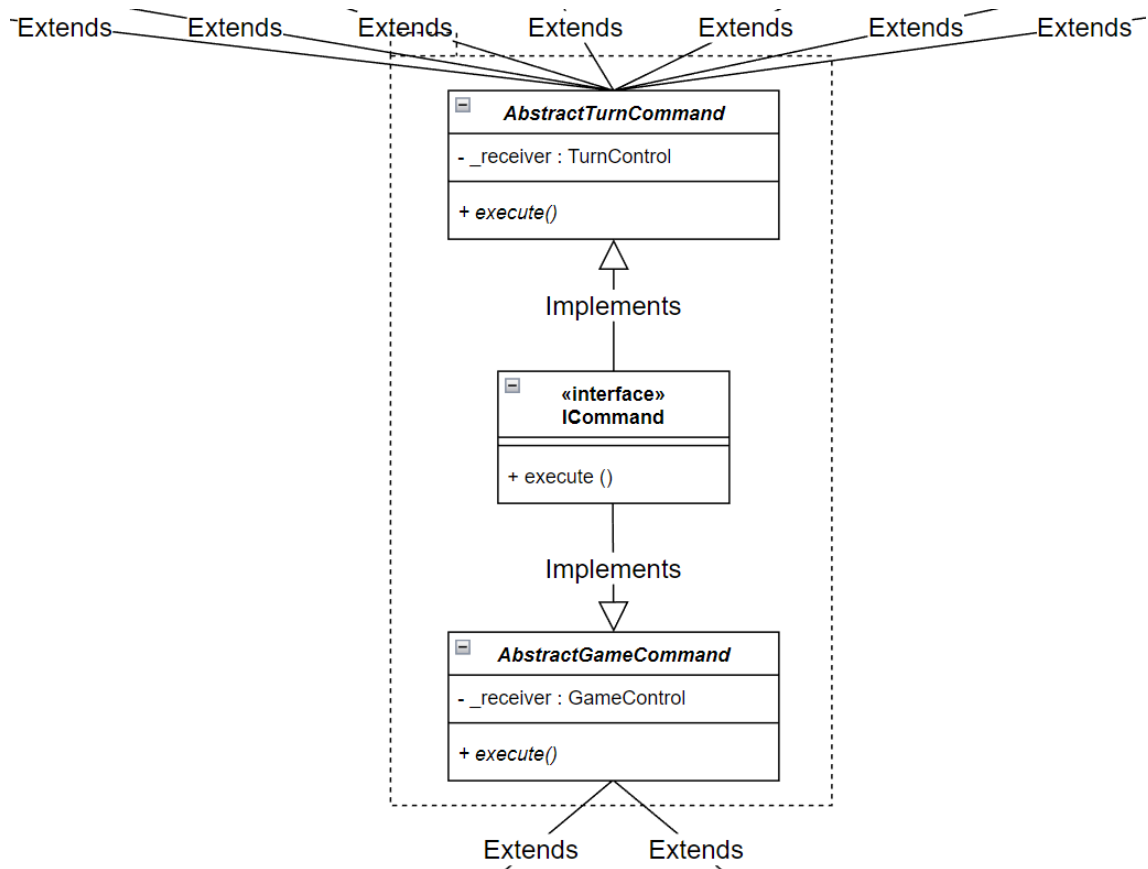 Extends Extends Extends Extends Extends Extends Extends
AbstractTurnCommand
- _receiver : TurnControl
+ execute()
Implements
«interface»
ICommand
+ execute ()
Implements
AbstractGameCommand
- _receiver : GameControl
+ execute()
Extends Extends